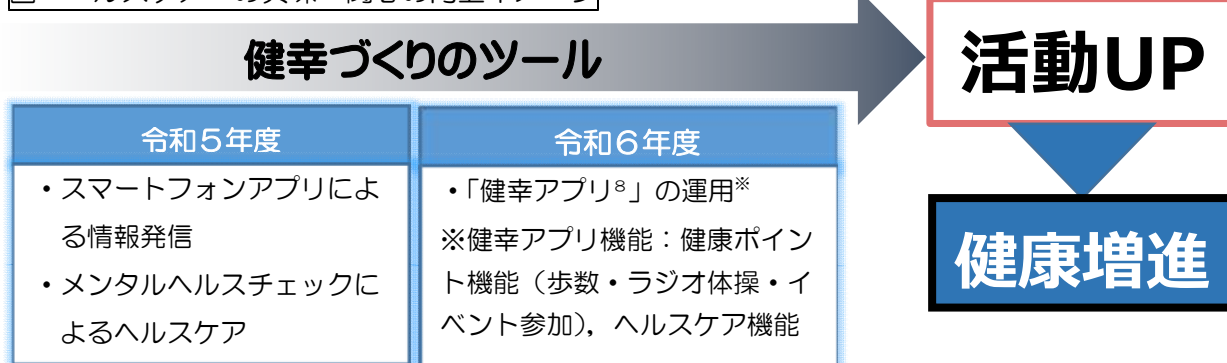 健幸づくりのツール
活動UP
令和5年度
・スマートフォンアプリによ
る情報発信
・メンタルヘルスチェックに
よるヘルスケア
令和6年度
・「健幸アプリ⁸」の運用※
※健幸アプリ機能：健康ポイン
ト機能（歩数・ラジオ体操・イ
ベント参加），ヘルスケア機能
健康増進